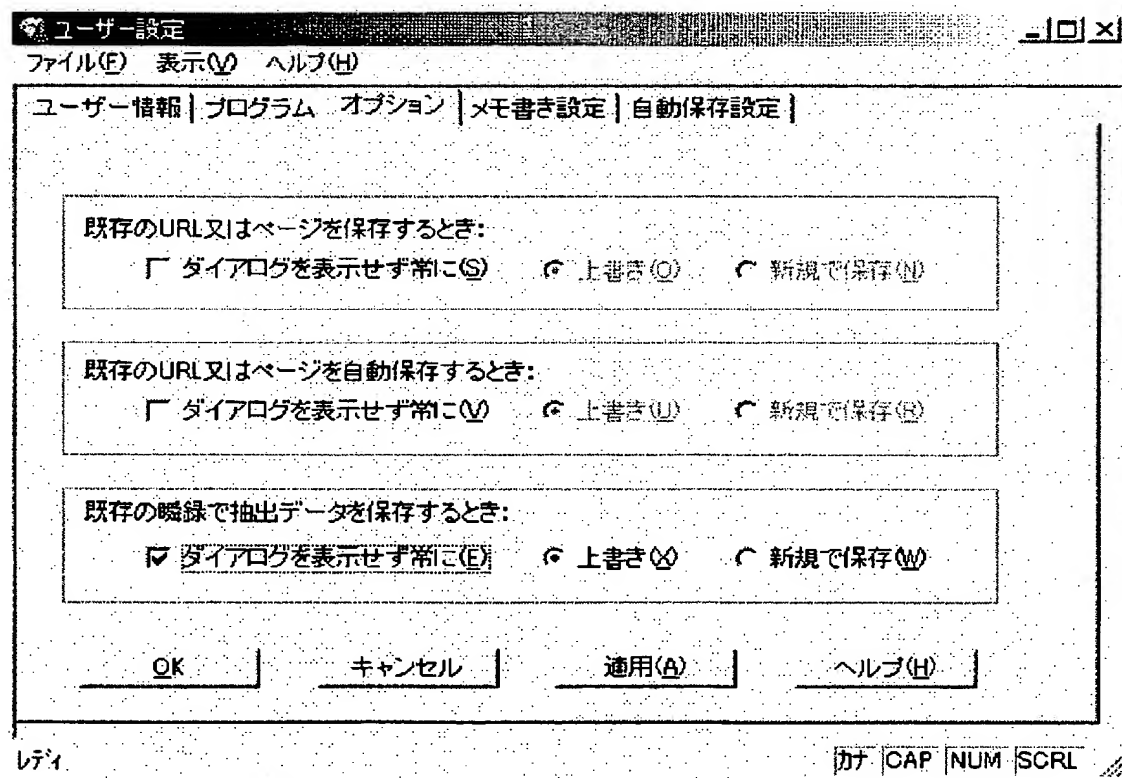 ユーザー設定
ファイル(F) 表示(V) ヘルプ(H)
ユーザー情報 プログラム オプション メモ書き設定 自動保存設定
既存のURL又はページを保存するとき:
ダイアログを表示せず常に(S) 上書き(O) 新規で保存(N)
既存のURL又はページを自動保存するとき:
ダイアログを表示せず常に(V) 上書き(U) 新規で保存(R)
既存の瞬録で抽出データを保存するとき:
ダイアログを表示せず常に(E) 上書き(X) 新規で保存(W)
OK キャンセル 適用(A) ヘルプ(H)
レディ カナ CAP NUM SCRL